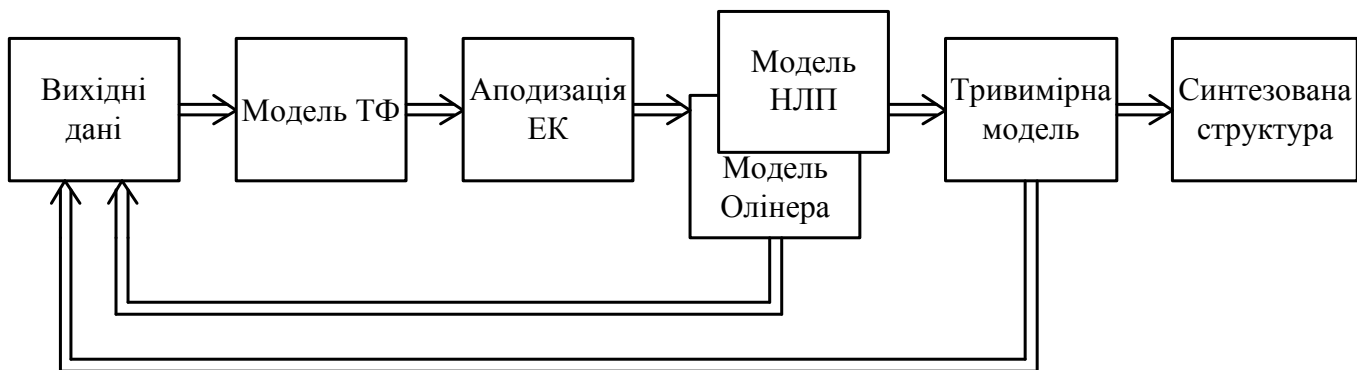 Вихідні
дані
Модель ТФ
Аподизація
ЕК
Модель
НЛП
Модель
Олінера
Тривимірна
модель
Синтезована
структура